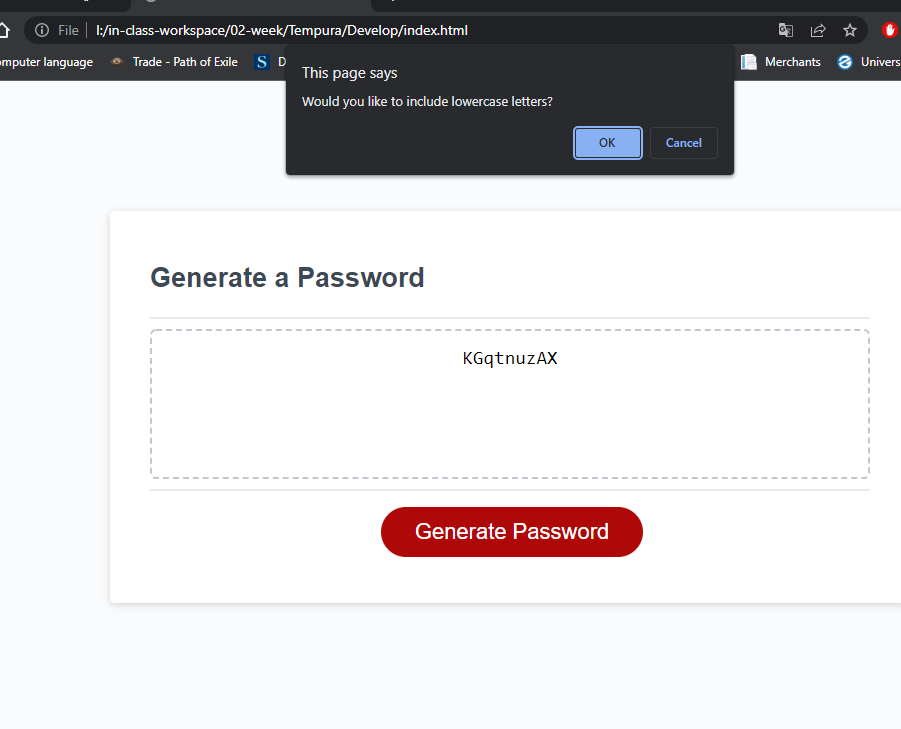 File | I:/in-class-workspace/02-week/Tempura/Develop/index.html
omputer language Trade - Path of Exile S D Merchants Univers
This page says
Would you like to include lowercase letters?
OK Cancel
Generate a Password
KGqtnuzAX
Generate Password